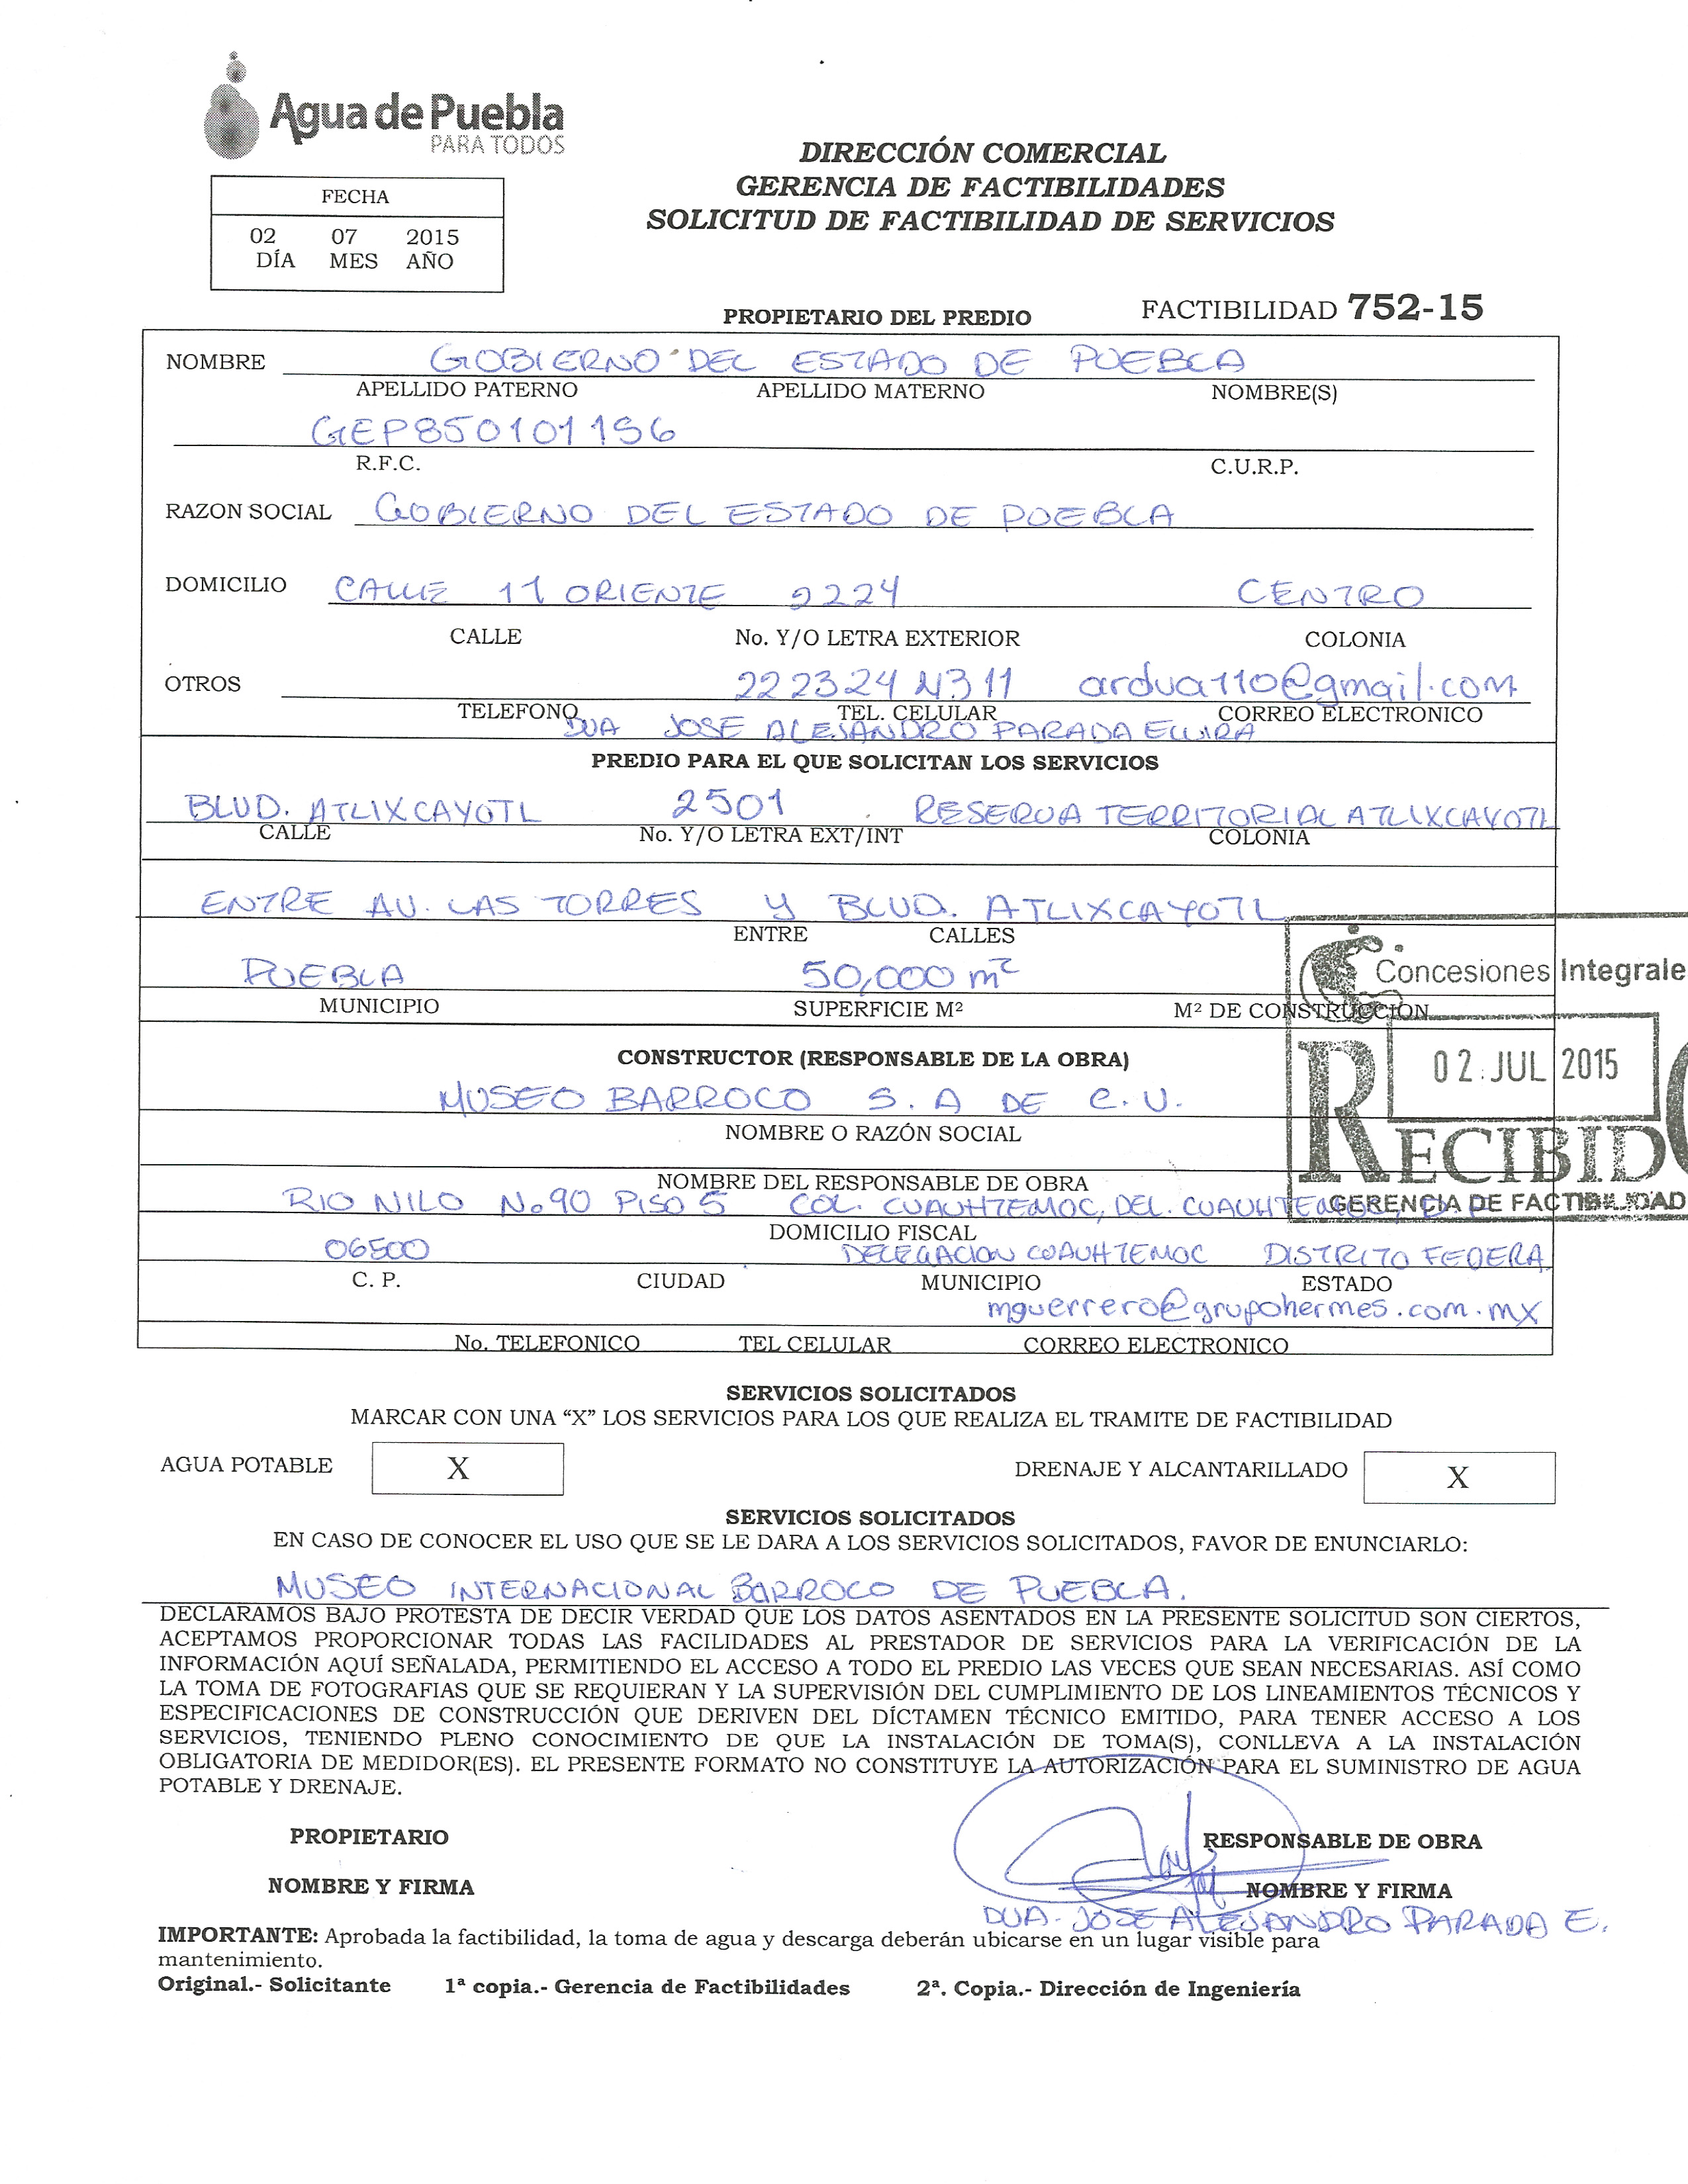 Agua de Puebla
PARA TODOS
DIRECCIÓN COMERCIAL
GERENCIA DE FACTIBILIDADES
SOLICITUD DE FACTIBILIDAD DE SERVICIOS
FECHA
02 07 2015
DÍA MES AÑO
PROPIETARIO DEL PREDIO FACTIBILIDAD 752-15
NOMBRE GOBIERNO DEL ESTADO DE PUEBLA
APELLIDO PATERNO APELLIDO MATERNO NOMBRE(S)
GEP8501011S6
R.F.C. C.U.R.P.
RAZON SOCIAL GOBIERNO DEL ESTADO DE PUEBLA
DOMICILIO CALLE 11 ORIENTE 2224 CENTRO
CALLE No. Y/O LETRA EXTERIOR COLONIA
OTROS 222324 4311 ardua110@gmail.com
TELEFONO TEL. CELULAR CORREO ELECTRONICO
DUA JOSE ALEJANDRO PARADA ELVIRA
PREDIO PARA EL QUE SOLICITAN LOS SERVICIOS
BLVD. ATLIXCAYOTL 2501 RESERVA TERRITORIAL ATLIXCAYOTL
CALLE No. Y/O LETRA EXT/INT COLONIA
ENTRE AV. LAS TORRES Y BLVD. ATLIXCAYOTL
ENTRE CALLES
PUEBLA 50,000 m²
MUNICIPIO SUPERFICIE M² M² DE CONSTRUCCION
Concesiones Integrale
02 JUL 2015
RECIBIDO
GERENCIA DE FACTIBILIDAD
CONSTRUCTOR (RESPONSABLE DE LA OBRA)
MUSEO BARROCO S. A DE C. V.
NOMBRE O RAZÓN SOCIAL
NOMBRE DEL RESPONSABLE DE OBRA
RIO NILO No 90 PISO 5 COL. CUAUHTEMOC, DEL. CUAUHTEMOC,
DOMICILIO FISCAL
06500 DELEGACION CUAUHTEMOC DISTRITO FEDERA
C. P. CIUDAD MUNICIPIO ESTADO
mguerrero@grupohermes.com.mx
No. TELEFONICO TEL CELULAR CORREO ELECTRONICO
SERVICIOS SOLICITADOS
MARCAR CON UNA “X” LOS SERVICIOS PARA LOS QUE REALIZA EL TRAMITE DE FACTIBILIDAD
AGUA POTABLE X DRENAJE Y ALCANTARILLADO X
SERVICIOS SOLICITADOS
EN CASO DE CONOCER EL USO QUE SE LE DARA A LOS SERVICIOS SOLICITADOS, FAVOR DE ENUNCIARLO:
MUSEO INTERNACIONAL BARROCO DE PUEBLA.
DECLARAMOS BAJO PROTESTA DE DECIR VERDAD QUE LOS DATOS ASENTADOS EN LA PRESENTE SOLICITUD SON CIERTOS,
ACEPTAMOS PROPORCIONAR TODAS LAS FACILIDADES AL PRESTADOR DE SERVICIOS PARA LA VERIFICACIÓN DE LA
INFORMACIÓN AQUÍ SEÑALADA, PERMITIENDO EL ACCESO A TODO EL PREDIO LAS VECES QUE SEAN NECESARIAS. ASÍ COMO
LA TOMA DE FOTOGRAFIAS QUE SE REQUIERAN Y LA SUPERVISIÓN DEL CUMPLIMIENTO DE LOS LINEAMIENTOS TÉCNICOS Y
ESPECIFICACIONES DE CONSTRUCCIÓN QUE DERIVEN DEL DÍCTAMEN TÉCNICO EMITIDO, PARA TENER ACCESO A LOS
SERVICIOS, TENIENDO PLENO CONOCIMIENTO DE QUE LA INSTALACIÓN DE TOMA(S), CONLLEVA A LA INSTALACIÓN
OBLIGATORIA DE MEDIDOR(ES). EL PRESENTE FORMATO NO CONSTITUYE LA AUTORIZACIÓN PARA EL SUMINISTRO DE AGUA
POTABLE Y DRENAJE.
PROPIETARIO RESPONSABLE DE OBRA
NOMBRE Y FIRMA NOMBRE Y FIRMA
DUA. JOSE ALEJANDRO PARADA E.
IMPORTANTE: Aprobada la factibilidad, la toma de agua y descarga deberán ubicarse en un lugar visible para
mantenimiento.
Original.- Solicitante 1ª copia.- Gerencia de Factibilidades 2ª. Copia.- Dirección de Ingeniería